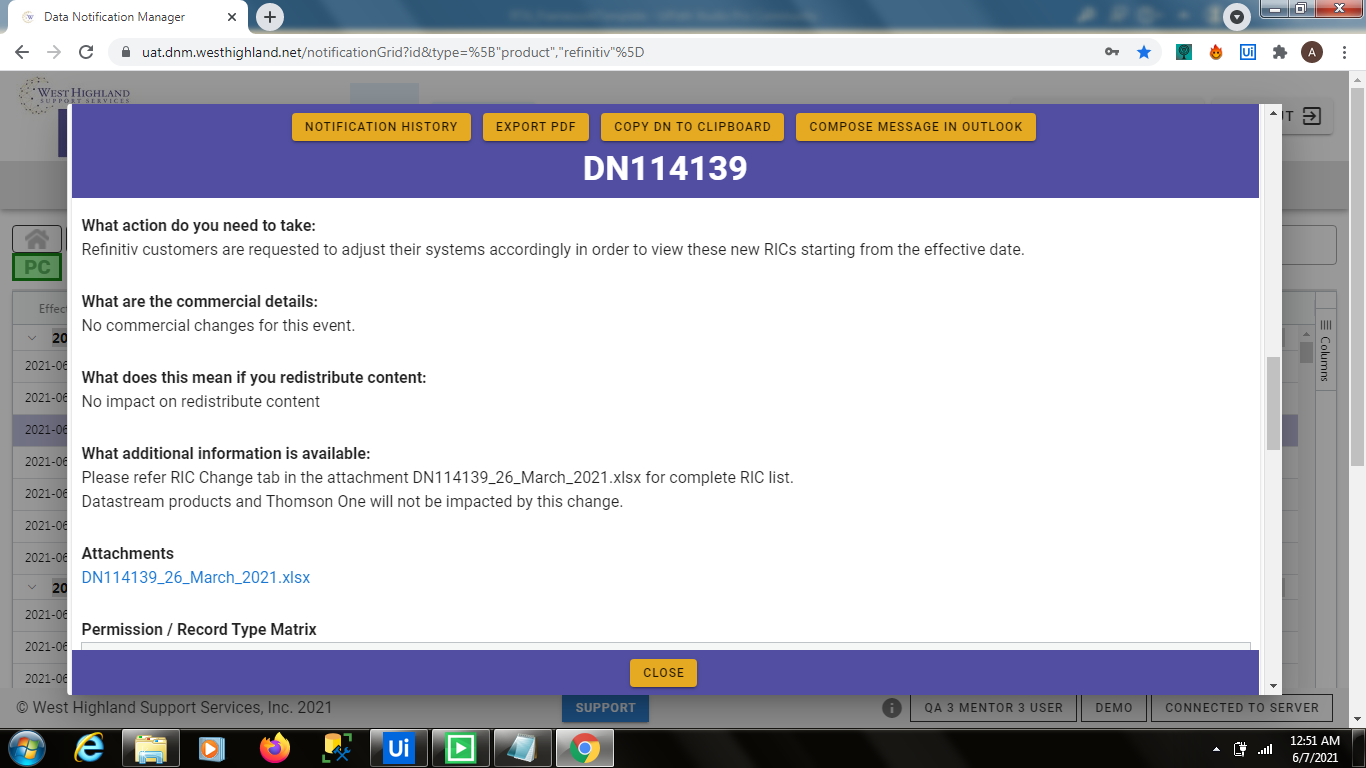 Data Notification Manager
uat.dnm.westhighland.net/notificationGrid?id&type=%5B"product","refinitiv"%5D
A
WEST HIGHLAND
SUPPORT SERVICES
NOTIFICATION HISTORY
EXPORT PDF
COPY DN TO CLIPBOARD
COMPOSE MESSAGE IN OUTLOOK
UT
DN114139
What action do you need to take:
Refinitiv customers are requested to adjust their systems accordingly in order to view these new RICs starting from the effective date.
What are the commercial details:
No commercial changes for this event.
What does this mean if you redistribute content:
No impact on redistribute content
What additional information is available:
Please refer RIC Change tab in the attachment DN114139_26_March_2021.xlsx for complete RIC list.
Datastream products and Thomson One will not be impacted by this change.
Attachments
DN114139_26_March_2021.xlsx
Permission / Record Type Matrix
CLOSE
PC
Effect
20
2021-06
2021-06
2021-06
2021-06
2021-06
2021-06
2021-06
20
2021-06
2021-06
2021-06
Columns
© West Highland Support Services, Inc. 2021
SUPPORT
QA 3 MENTOR 3 USER
DEMO
CONNECTED TO SERVER
Ui
12:51 AM
6/7/2021